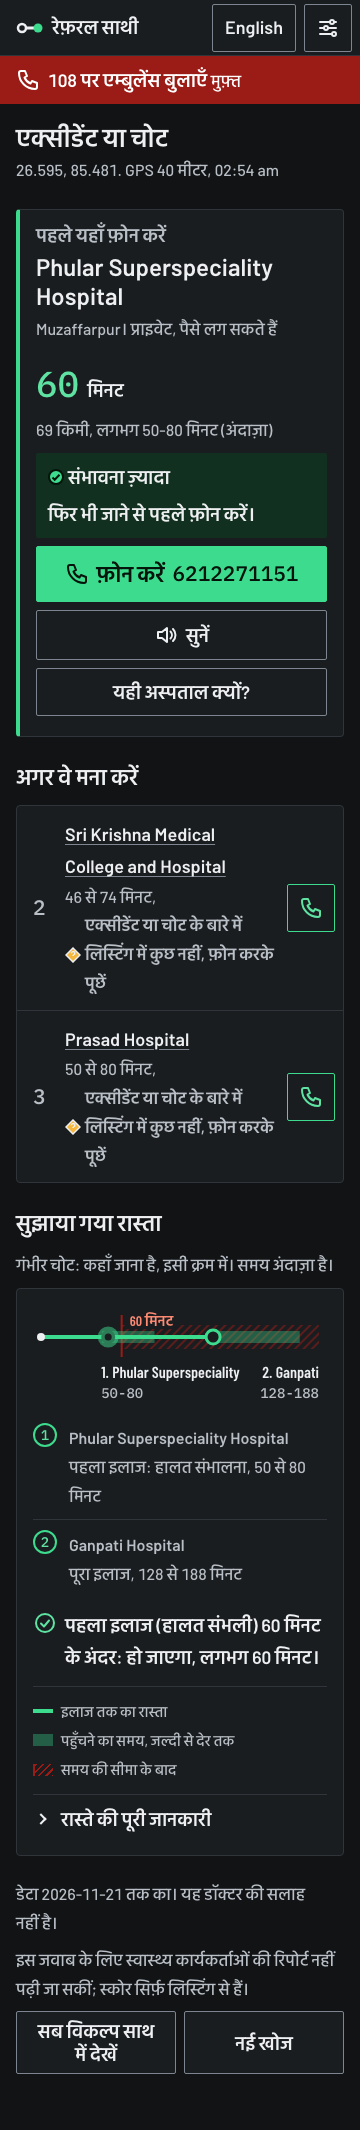 रेफ़रल साथी
English
108 पर एम्बुलेंस बुलाएँ मुफ़्त
एक्सीडेंट या चोट
26.595, 85.481. GPS 40 मीटर, 02:54 am
पहले यहाँ फ़ोन करें
Phular Superspeciality
Hospital
Muzaffarpur। प्राइवेट, पैसे लग सकते हैं
60 मिनट
69 किमी, लगभग 50-80 मिनट (अंदाज़ा)
संभावना ज़्यादा
फिर भी जाने से पहले फ़ोन करें।
फ़ोन करें 6212271151
सुनें
यही अस्पताल क्यों?
अगर वे मना करें
2
Sri Krishna Medical
College and Hospital
46 से 74 मिनट,
एक्सीडेंट या चोट के बारे में
लिस्टिंग में कुछ नहीं, फ़ोन करके
पूछें
3
Prasad Hospital
50 से 80 मिनट,
एक्सीडेंट या चोट के बारे में
लिस्टिंग में कुछ नहीं, फ़ोन करके
पूछें
सुझाया गया रास्ता
गंभीर चोट: कहाँ जाना है, इसी क्रम में। समय अंदाज़ा है।
60 मिनट
1. Phular Superspeciality
50-80
2. Ganpati
128-188
1
Phular Superspeciality Hospital
पहला इलाज: हालत संभालना, 50 से 80
मिनट
2
Ganpati Hospital
पूरा इलाज, 128 से 188 मिनट
पहला इलाज (हालत संभली) 60 मिनट
के अंदर: हो जाएगा, लगभग 60 मिनट।
इलाज तक का रास्ता
पहुँचने का समय, जल्दी से देर तक
समय की सीमा के बाद
रास्ते की पूरी जानकारी
डेटा 2026-11-21 तक का। यह डॉक्टर की सलाह
नहीं है।
इस जवाब के लिए स्वास्थ्य कार्यकर्ताओं की रिपोर्ट नहीं
पढ़ी जा सकीं; स्कोर सिर्फ़ लिस्टिंग से हैं।
सब विकल्प साथ
में देखें
नई खोज